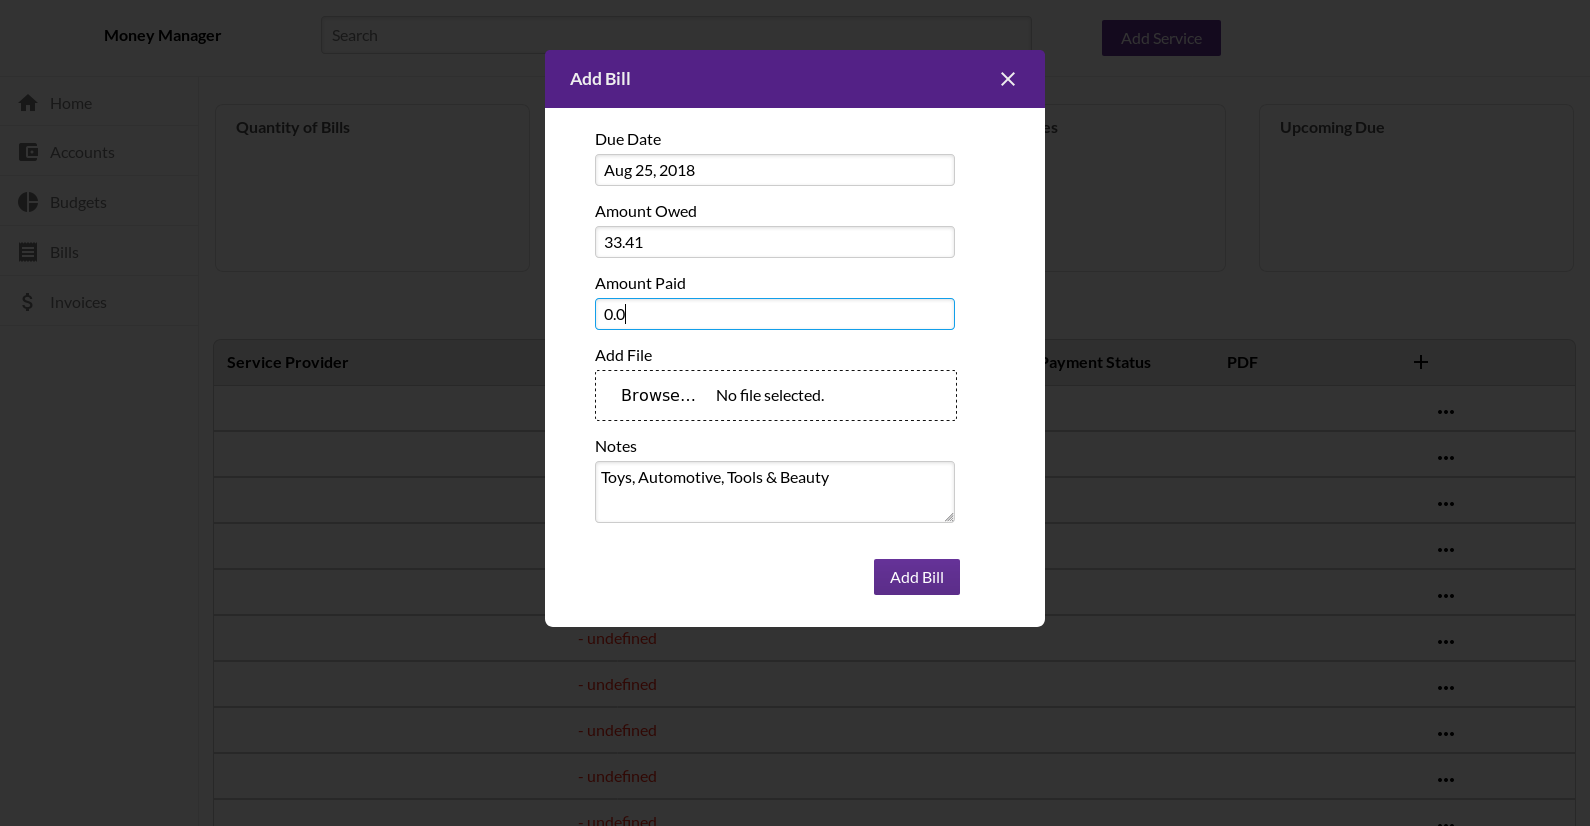 Money Manager
Search
Add Service
Add Bill
Home
Accounts
Budgets
Bills
Invoices
Quantity of Bills
es
Upcoming Due
Due Date
Aug 25, 2018
Amount Owed
33.41
Amount Paid
0.0
Add File
Browse... No file selected.
Notes
Toys, Automotive, Tools & Beauty
Add Bill
Service Provider
Payment Status
PDF
- undefined
- undefined
- undefined
- undefined
- undefined